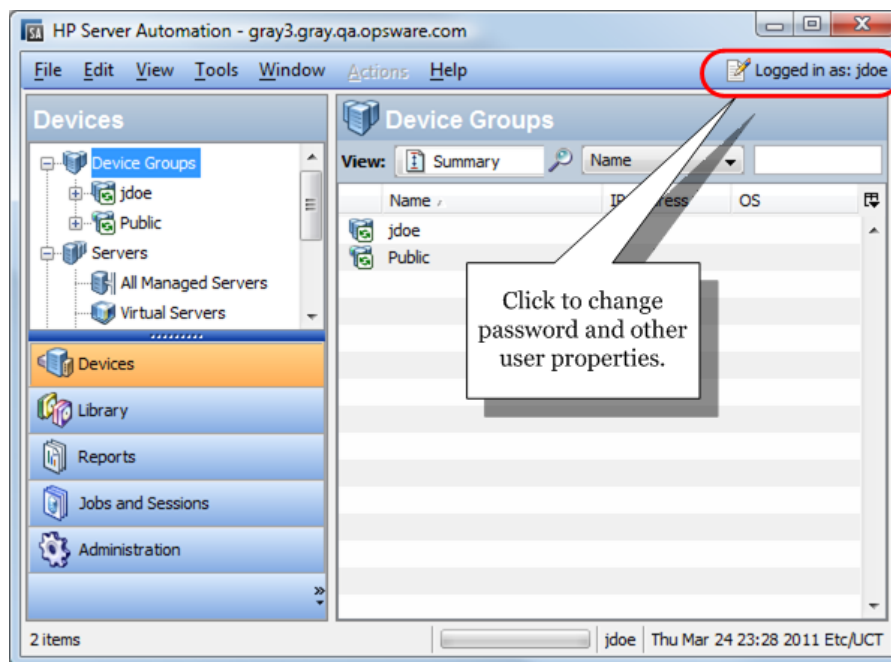 HP Server Automation - gray3.gray.qa.opsware.com
File Edit View Tools Window Actions Help
Logged in as: jdoe
Devices
Device Groups
jdoe
Public
Servers
All Managed Servers
Virtual Servers
Devices
Library
Reports
Jobs and Sessions
Administration
»
Device Groups
View: Summary Name
Name OS
jdoe
Public
Click to change
password and other
user properties.
2 items jdoe Thu Mar 24 23:28 2011 Etc/UCT